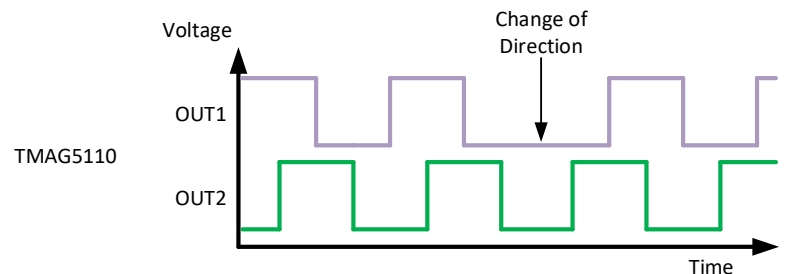 Change of
Direction
Voltage
OUT1
TMAG5110
OUT2
Time